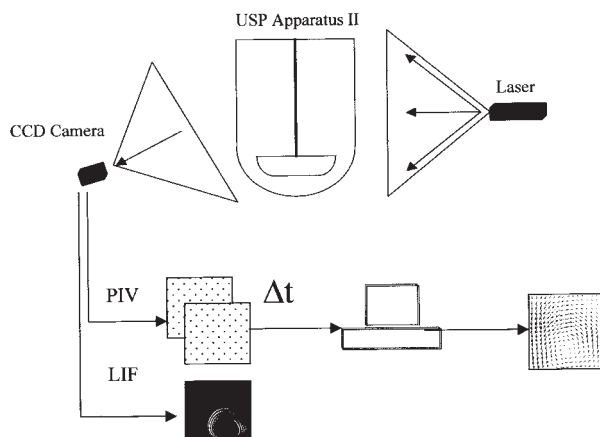 USP Apparatus II
Laser
CCD Camera
PIV
Δt
LIF